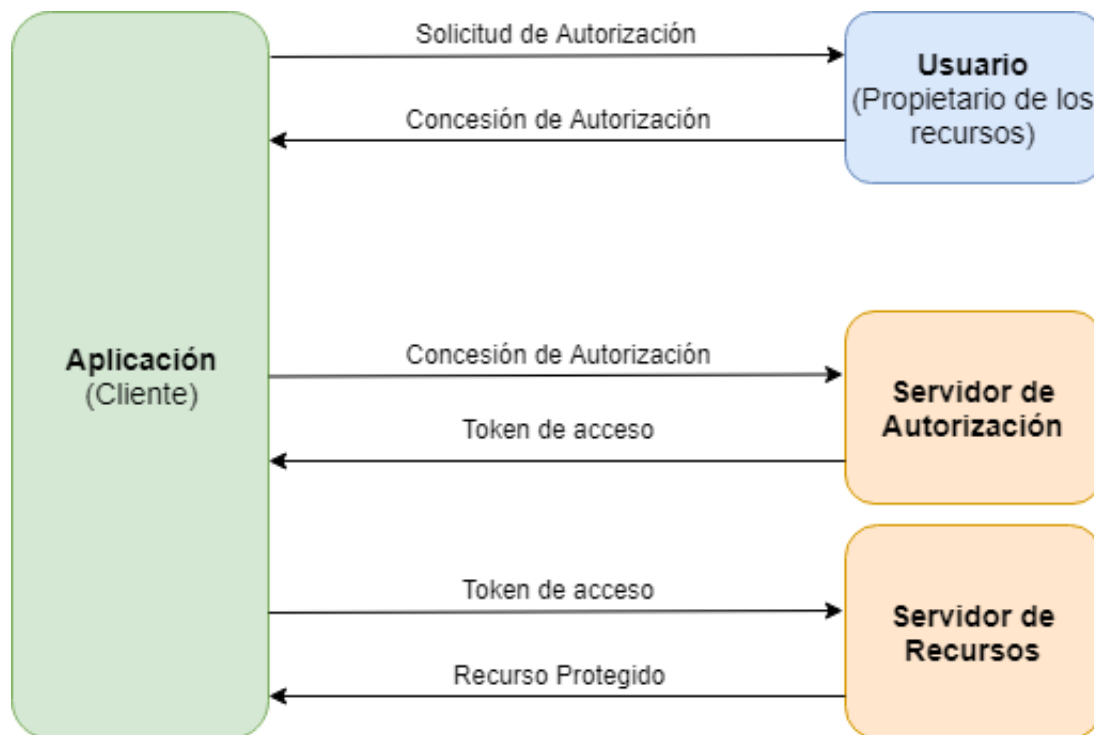 Solicitud de Autorización
Usuario
(Propietario de los
recursos)
Concesión de Autorización
Aplicación
(Cliente)
Concesión de Autorización
Servidor de
Autorización
Token de acceso
Token de acceso
Servidor de
Recursos
Recurso Protegido